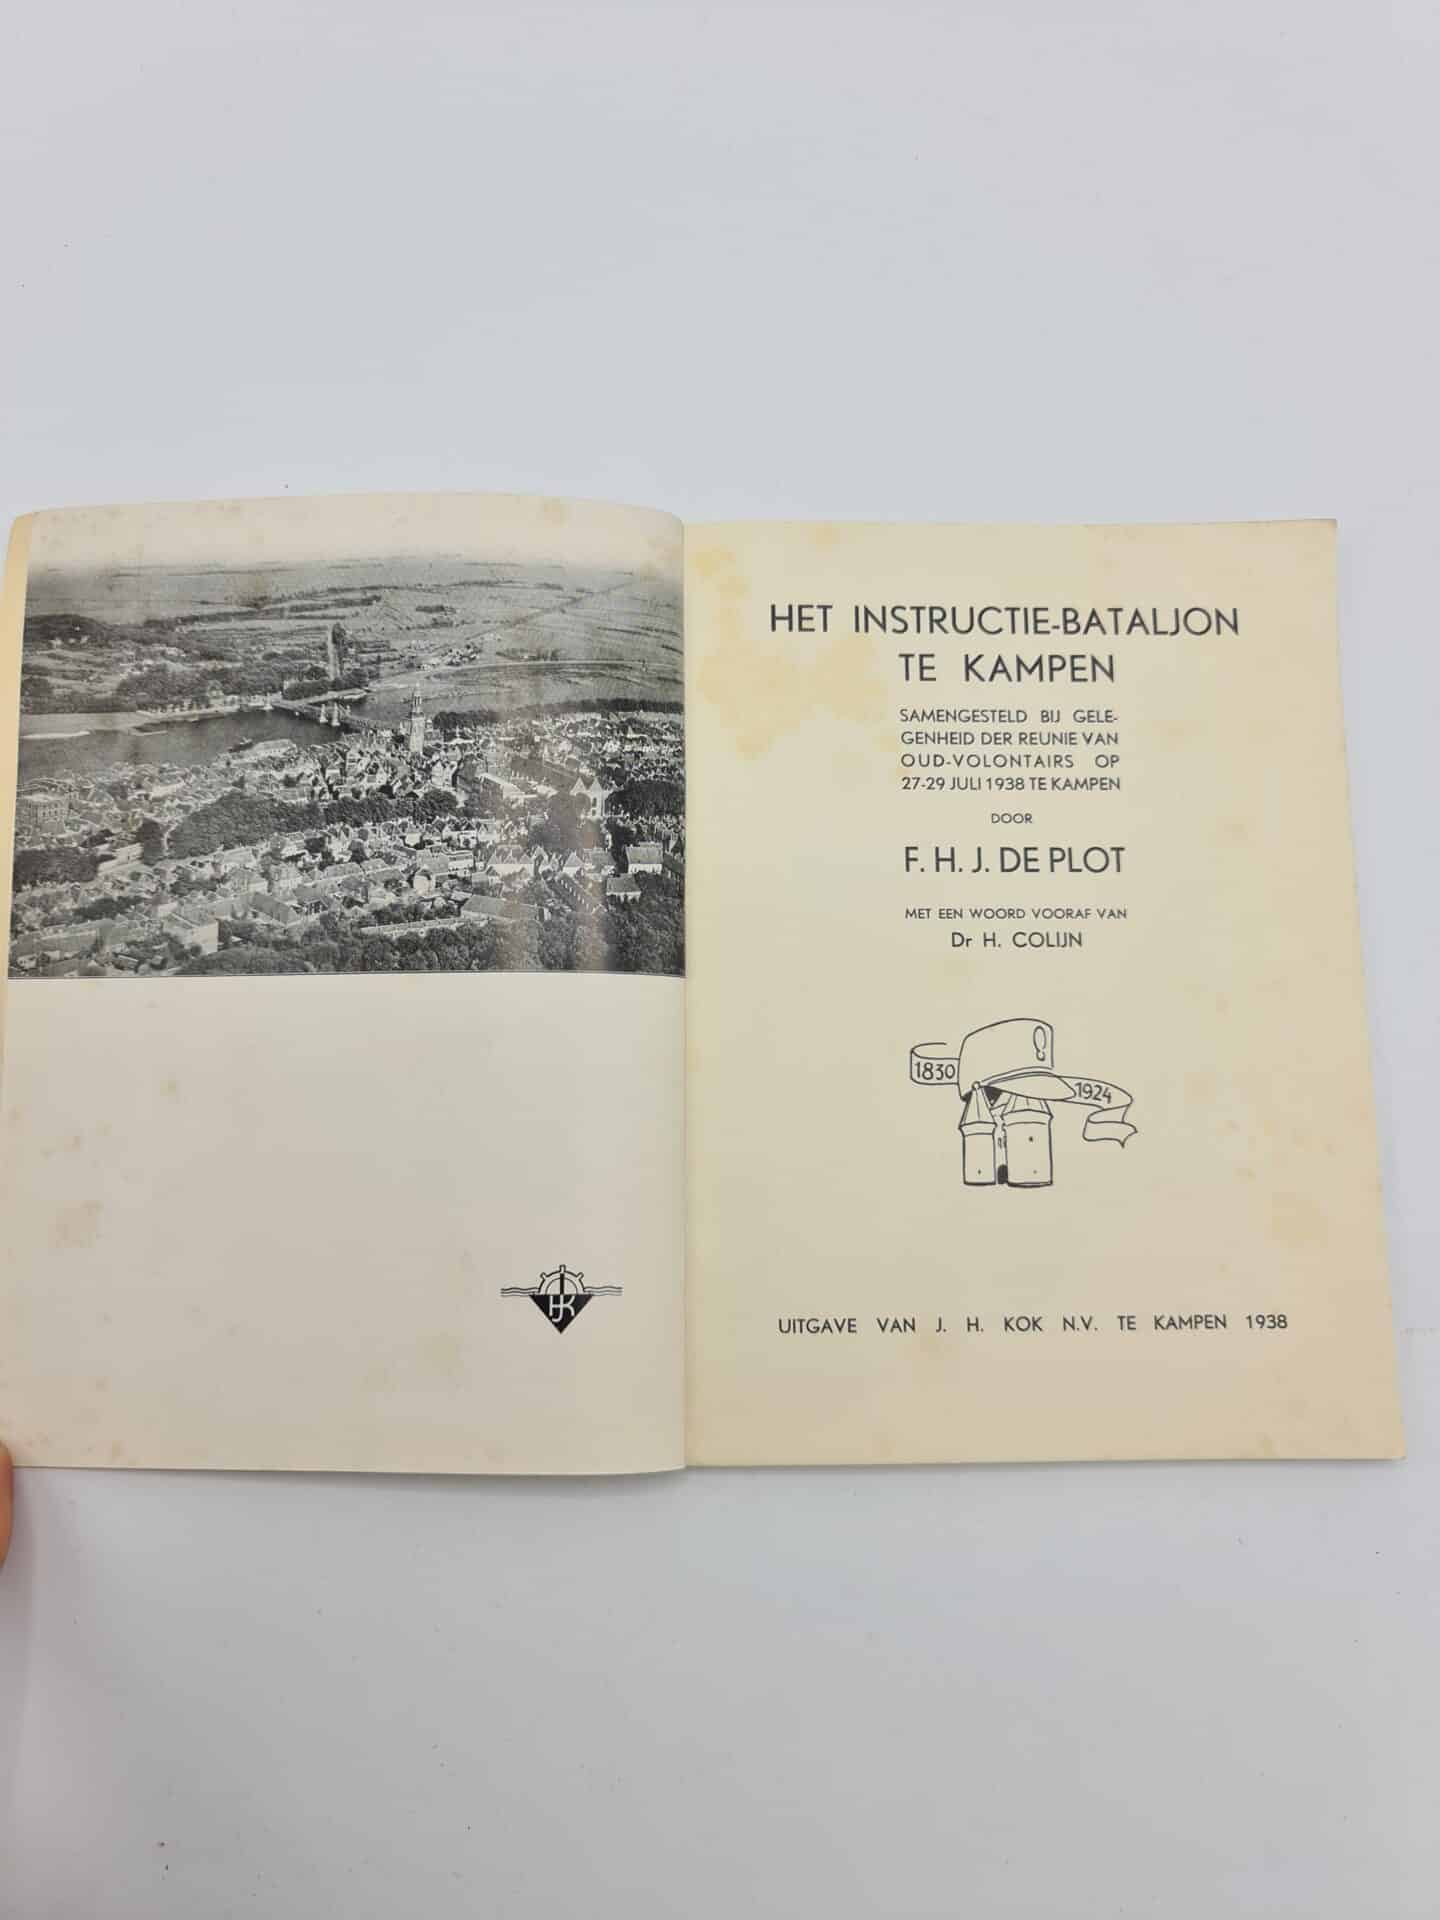 HET INSTRUCTIE-BATALJON
TE KAMPEN
SAMENGESTELD BIJ GELE-
GENHEID DER REUNIE VAN
OUD-VOLONTAIRS OP
27-29 JULI 1938 TE KAMPEN
DOOR
F. H. J. DE PLOT
MET EEN WOORD VOORAF VAN
Dr H. COLIJN
1830
1924
JHK
UITGAVE VAN J. H. KOK N.V. TE KAMPEN 1938